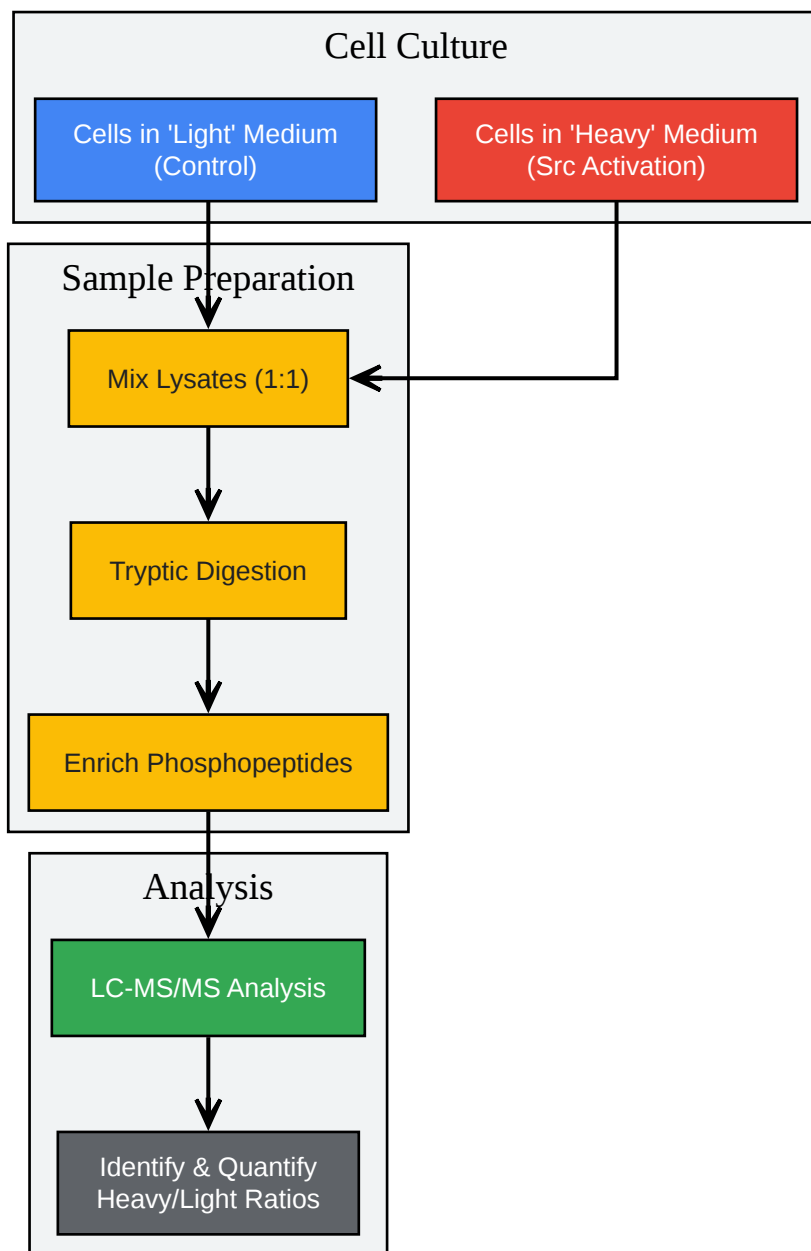 Cell Culture
Cells in 'Light' Medium
(Control)
Cells in 'Heavy' Medium
(Src Activation)
Sample Preparation
Mix Lysates (1:1)
Tryptic Digestion
Enrich Phosphopeptides
Analysis
LC-MS/MS Analysis
Identify & Quantify
Heavy/Light Ratios